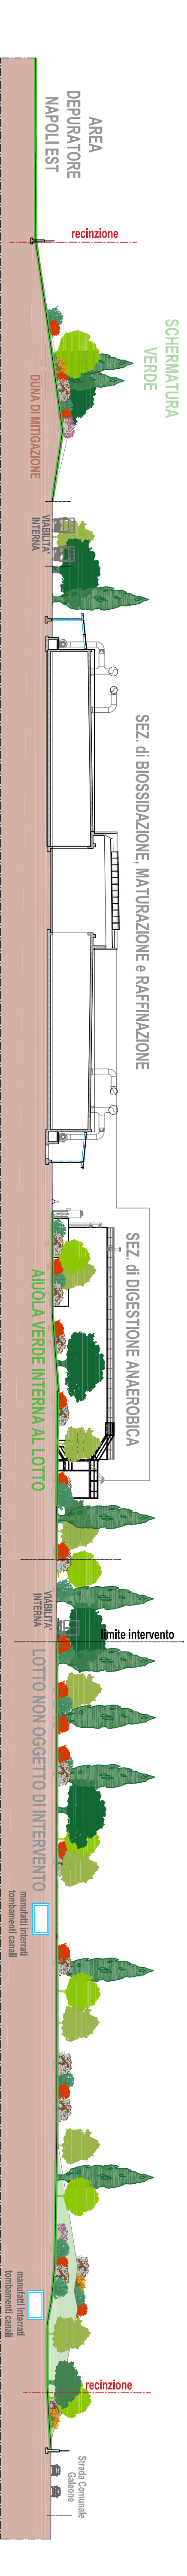 AREA
DEPURATORE
NAPOLI EST
recinzione
SCHERMATURA
VERDE
DUNA DI MITIGAZIONE
VIABILITA'
INTERNA
SEZ. di BIOSSIDAZIONE, MATURAZIONE e RAFFINAZIONE
SEZ. di DIGESTIONE ANAEROBICA
AIUOLA VERDE INTERNA AL LOTTO
VIABILITA'
INTERNA
limite intervento
LOTTO NON OGGETTO DI INTERVENTO
manufatti interrati
tombamenti canali
manufatti interrati
tombamenti canali
recinzione
Strada Comunale
Galeone